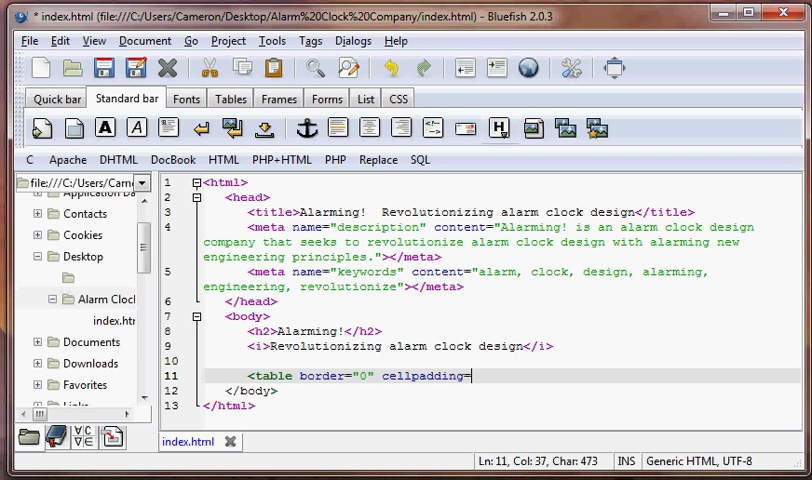 * index.html (file:///C:/Users/Cameron/Desktop/Alarm%20Clock%20Company/index.html) - Bluefish 2.0.3
File Edit View Document Go Project Tools Tags Dialogs Help
Quick bar Standard bar Fonts Tables Frames Forms List CSS
A A H
C Apache DHTML DocBook HTML PHP+HTML PHP Replace SQL
file:///C:/Users/Came
Application Da
Contacts
Cookies
Desktop
Alarm Cloc
index.ht
Documents
Downloads
Favorites
Links
1 <html>
2 <head>
3 <title>Alarming!  Revolutionizing alarm clock design</title>
4 <meta name="description" content="Alarming! is an alarm clock design
company that seeks to revolutionize alarm clock design with alarming new
engineering principles."></meta>
5 <meta name="keywords" content="alarm, clock, design, alarming,
engineering, revolutionize"></meta>
6 </head>
7 <body>
8 <h2>Alarming!</h2>
9 <i>Revolutionizing alarm clock design</i>
10
11 <table border="0" cellpadding=
12 </body>
13 </html>
index.html
Ln: 11, Col: 37, Char: 473 INS Generic HTML, UTF-8